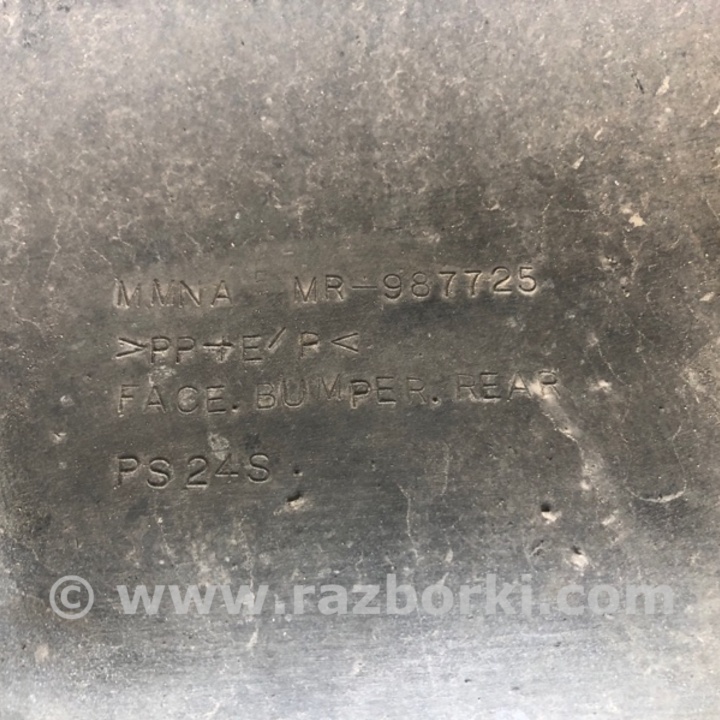 MMNA MR-987725
>PP+E/P<
FACE. BUMPER. REAR
PS24S
© www.razborki.com